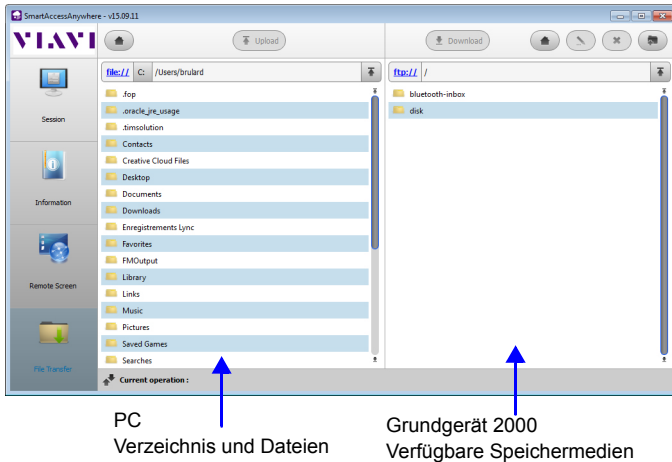 SmartAccessAnywhere - v15.09.11
VIAVI
Upload
Download
file:// C: /Users/brulard
ftp:// /
Session
Information
Remote Screen
File Transfer
.fop
.oracle_jre_usage
.timsolution
Contacts
Creative Cloud Files
Desktop
Documents
Downloads
Enregistrements Lync
Favorites
FMOutput
Library
Links
Music
Pictures
Saved Games
Searches
bluetooth-inbox
disk
Current operation :
PC
Verzeichnis und Dateien
Grundgerät 2000
Verfügbare Speichermedien